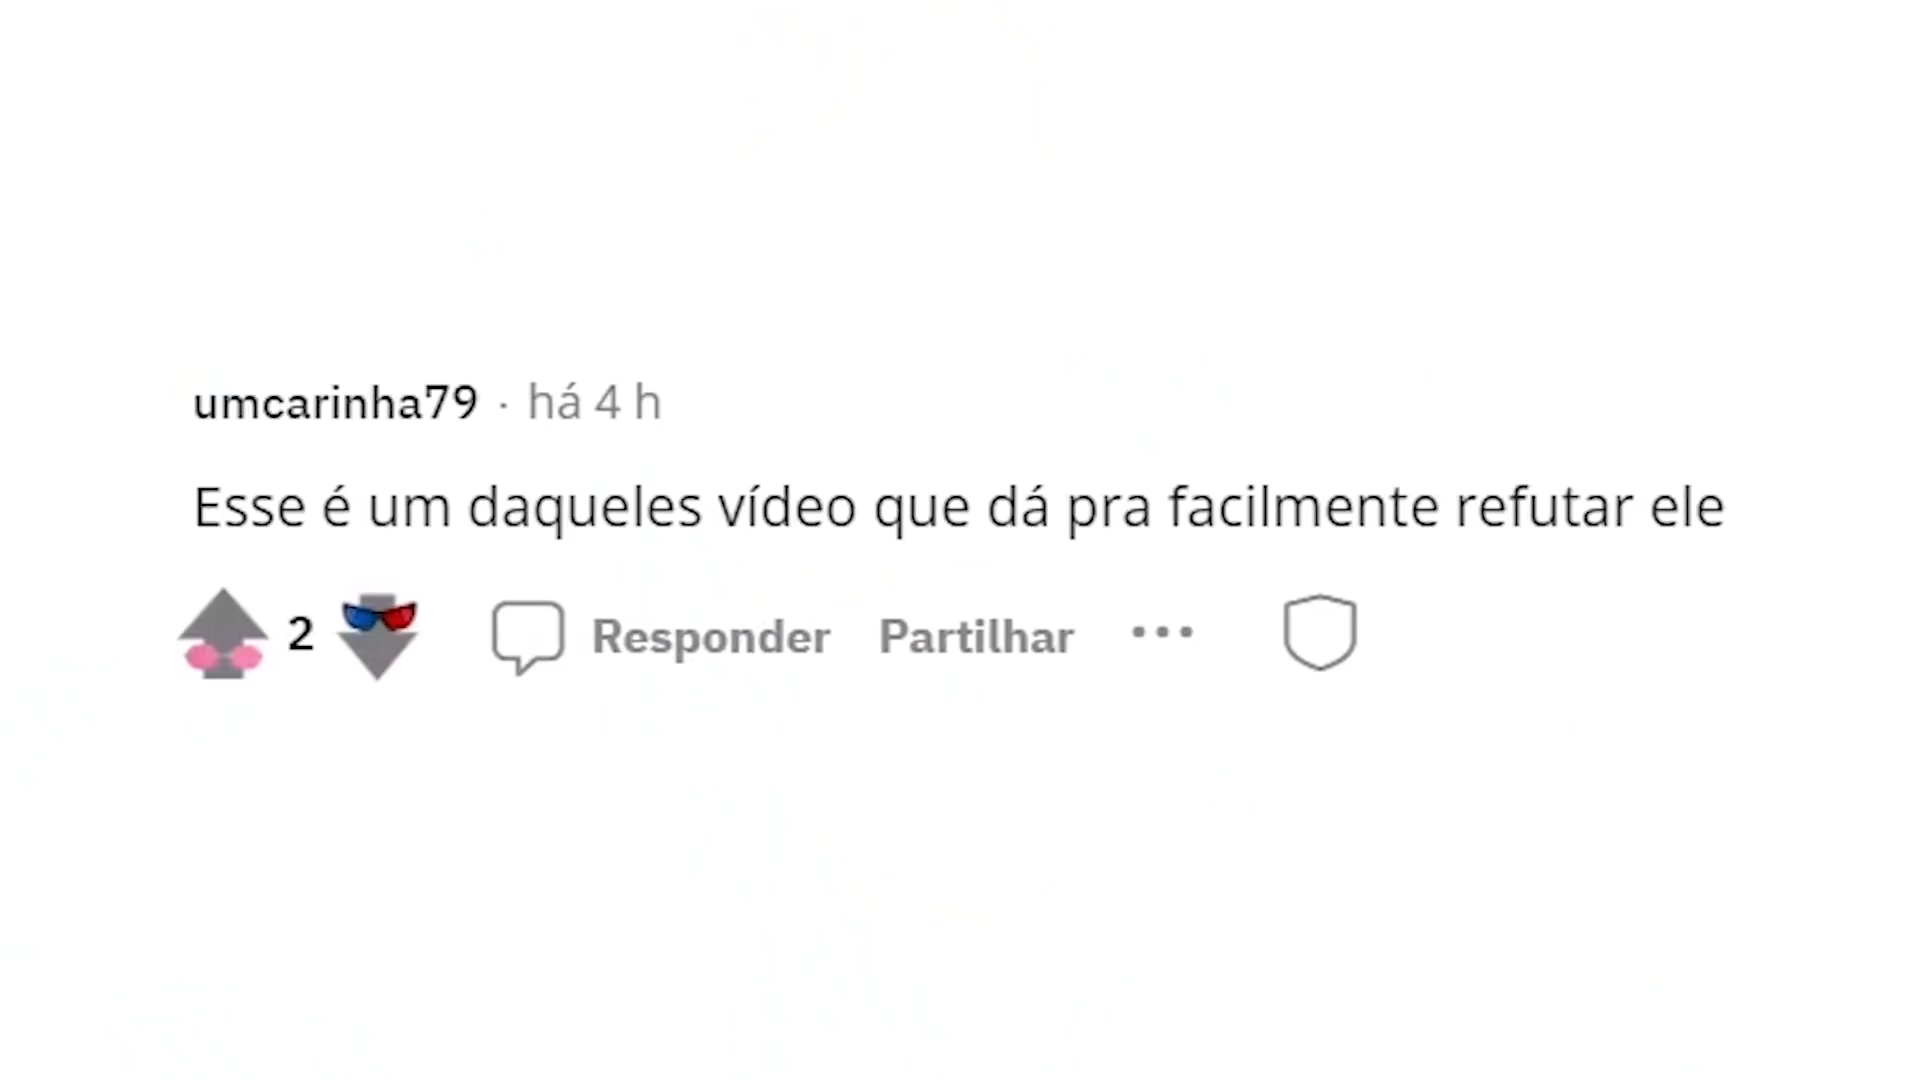 umcarinha79 · há 4 h
Esse é um daqueles vídeo que dá pra facilmente refutar ele
2 Responder Partilhar ...